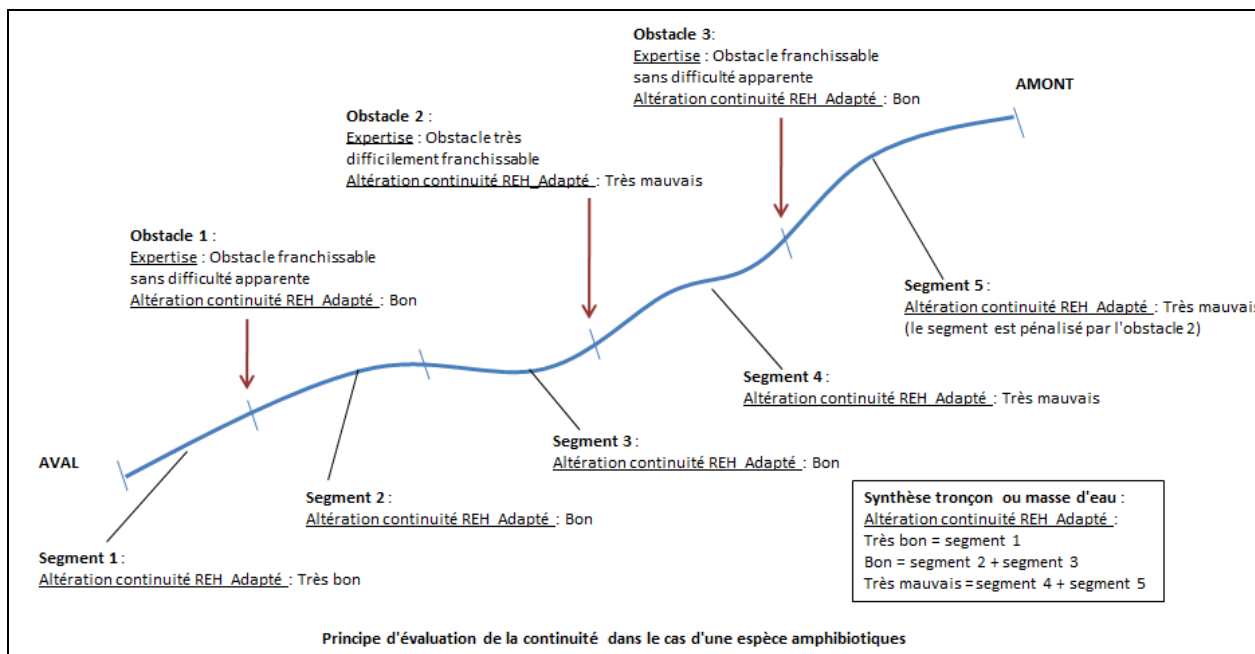 Obstacle 3:
Expertise : Obstacle franchissable
sans difficulté apparente
Altération continuité REH_Adapté : Bon
AMONT
Obstacle 2 :
Expertise : Obstacle très
difficilement franchissable
Altération continuité REH_Adapté : Très mauvais
Obstacle 1 :
Expertise : Obstacle franchissable
sans difficulté apparente
Altération continuité REH_Adapté : Bon
Segment 5 :
Altération continuité REH_Adapté : Très mauvais
(le segment est pénalisé par l'obstacle 2)
Segment 4 :
Altération continuité REH_Adapté : Très mauvais
Segment 3 :
Altération continuité REH_Adapté : Bon
AVAL
Segment 2 :
Altération continuité REH_Adapté : Bon
Segment 1 :
Altération continuité REH_Adapté : Très bon
Synthèse tronçon ou masse d'eau :
Altération continuité REH_Adapté :
Très bon = segment 1
Bon = segment 2 + segment 3
Très mauvais = segment 4 + segment 5
Principe d'évaluation de la continuité dans le cas d'une espèce amphibiotiques